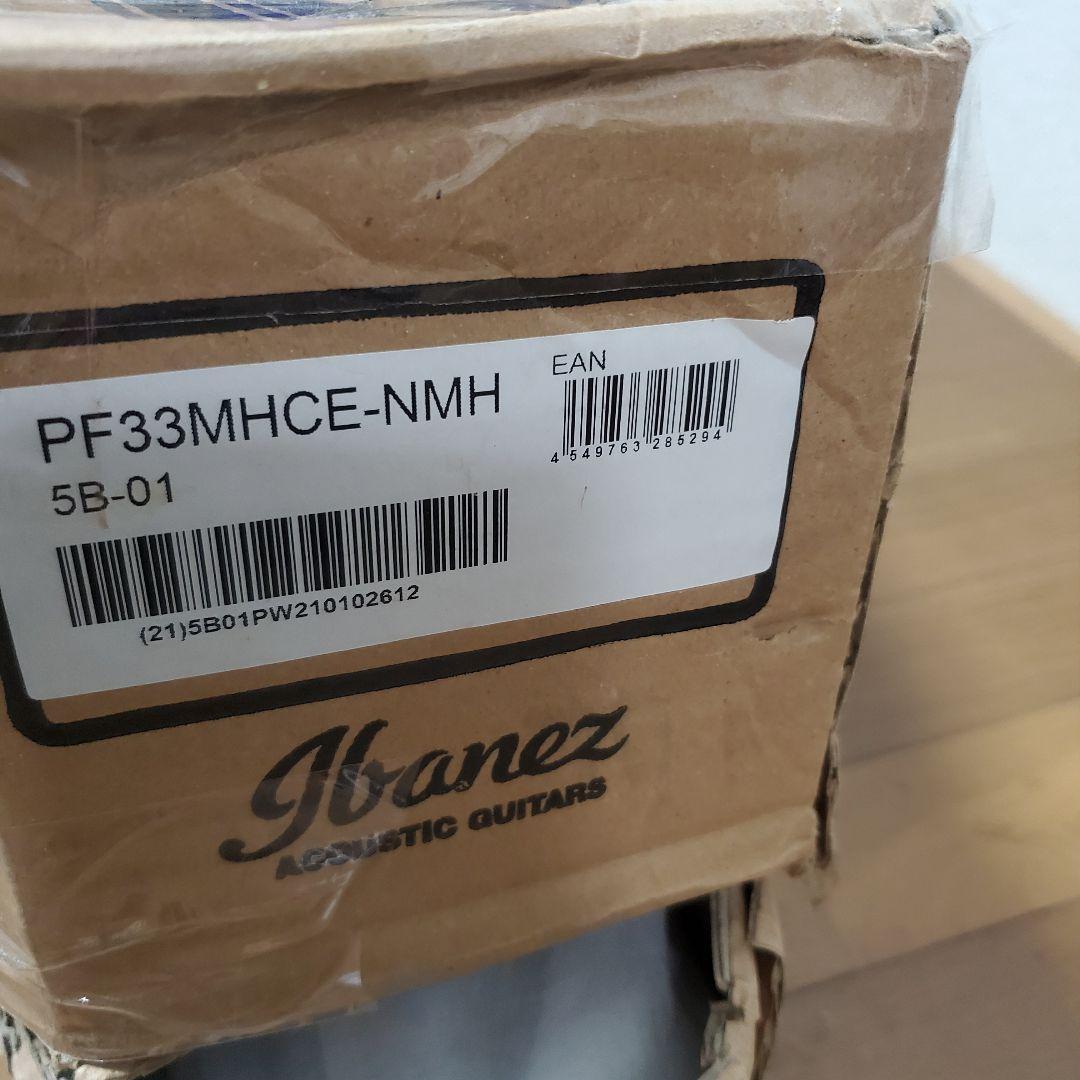 PF33MHCE-NMH
5B-01
(21)5B01PW210102612
EAN
4 549763 285294
Ibanez
ACOUSTIC GUITARS